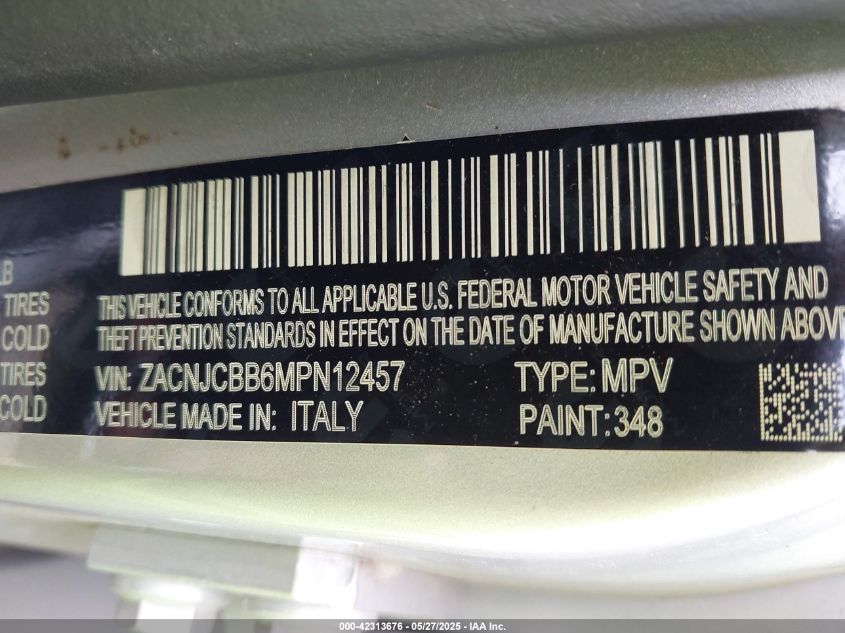 LB
TIRES
COLD
TIRES
COLD
THIS VEHICLE CONFORMS TO ALL APPLICABLE U.S. FEDERAL MOTOR VEHICLE SAFETY AND
THEFT PREVENTION STANDARDS IN EFFECT ON THE DATE OF MANUFACTURE SHOWN ABOVE
VIN: ZACNJCBB6MPN12457
TYPE: MPV
VEHICLE MADE IN: ITALY
PAINT: 348
000-42313676 — 05/27/2025 - IAA Inc.